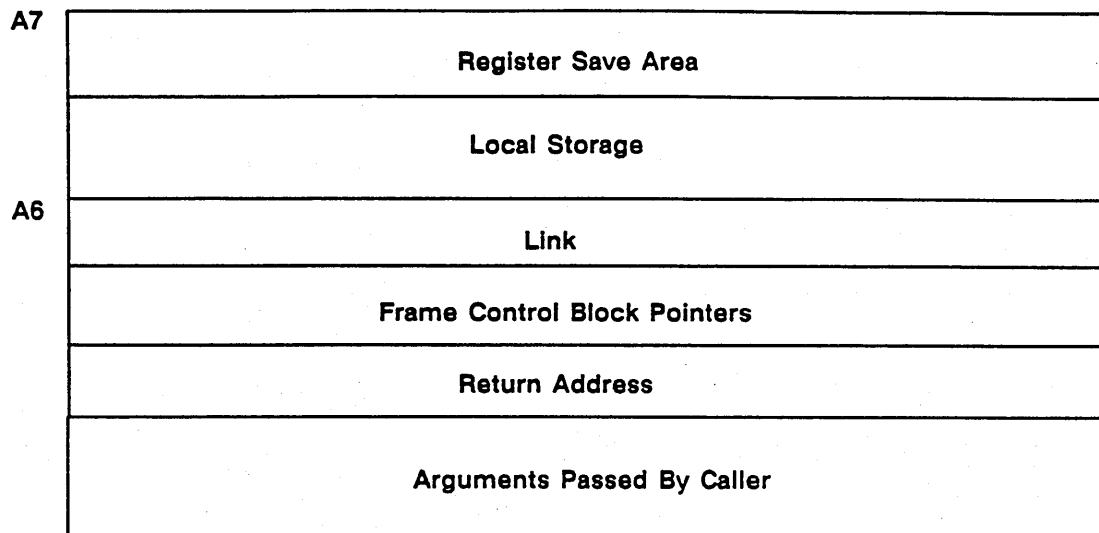 A7
Register Save Area
Local Storage
A6
Link
Frame Control Block Pointers
Return Address
Arguments Passed By Caller